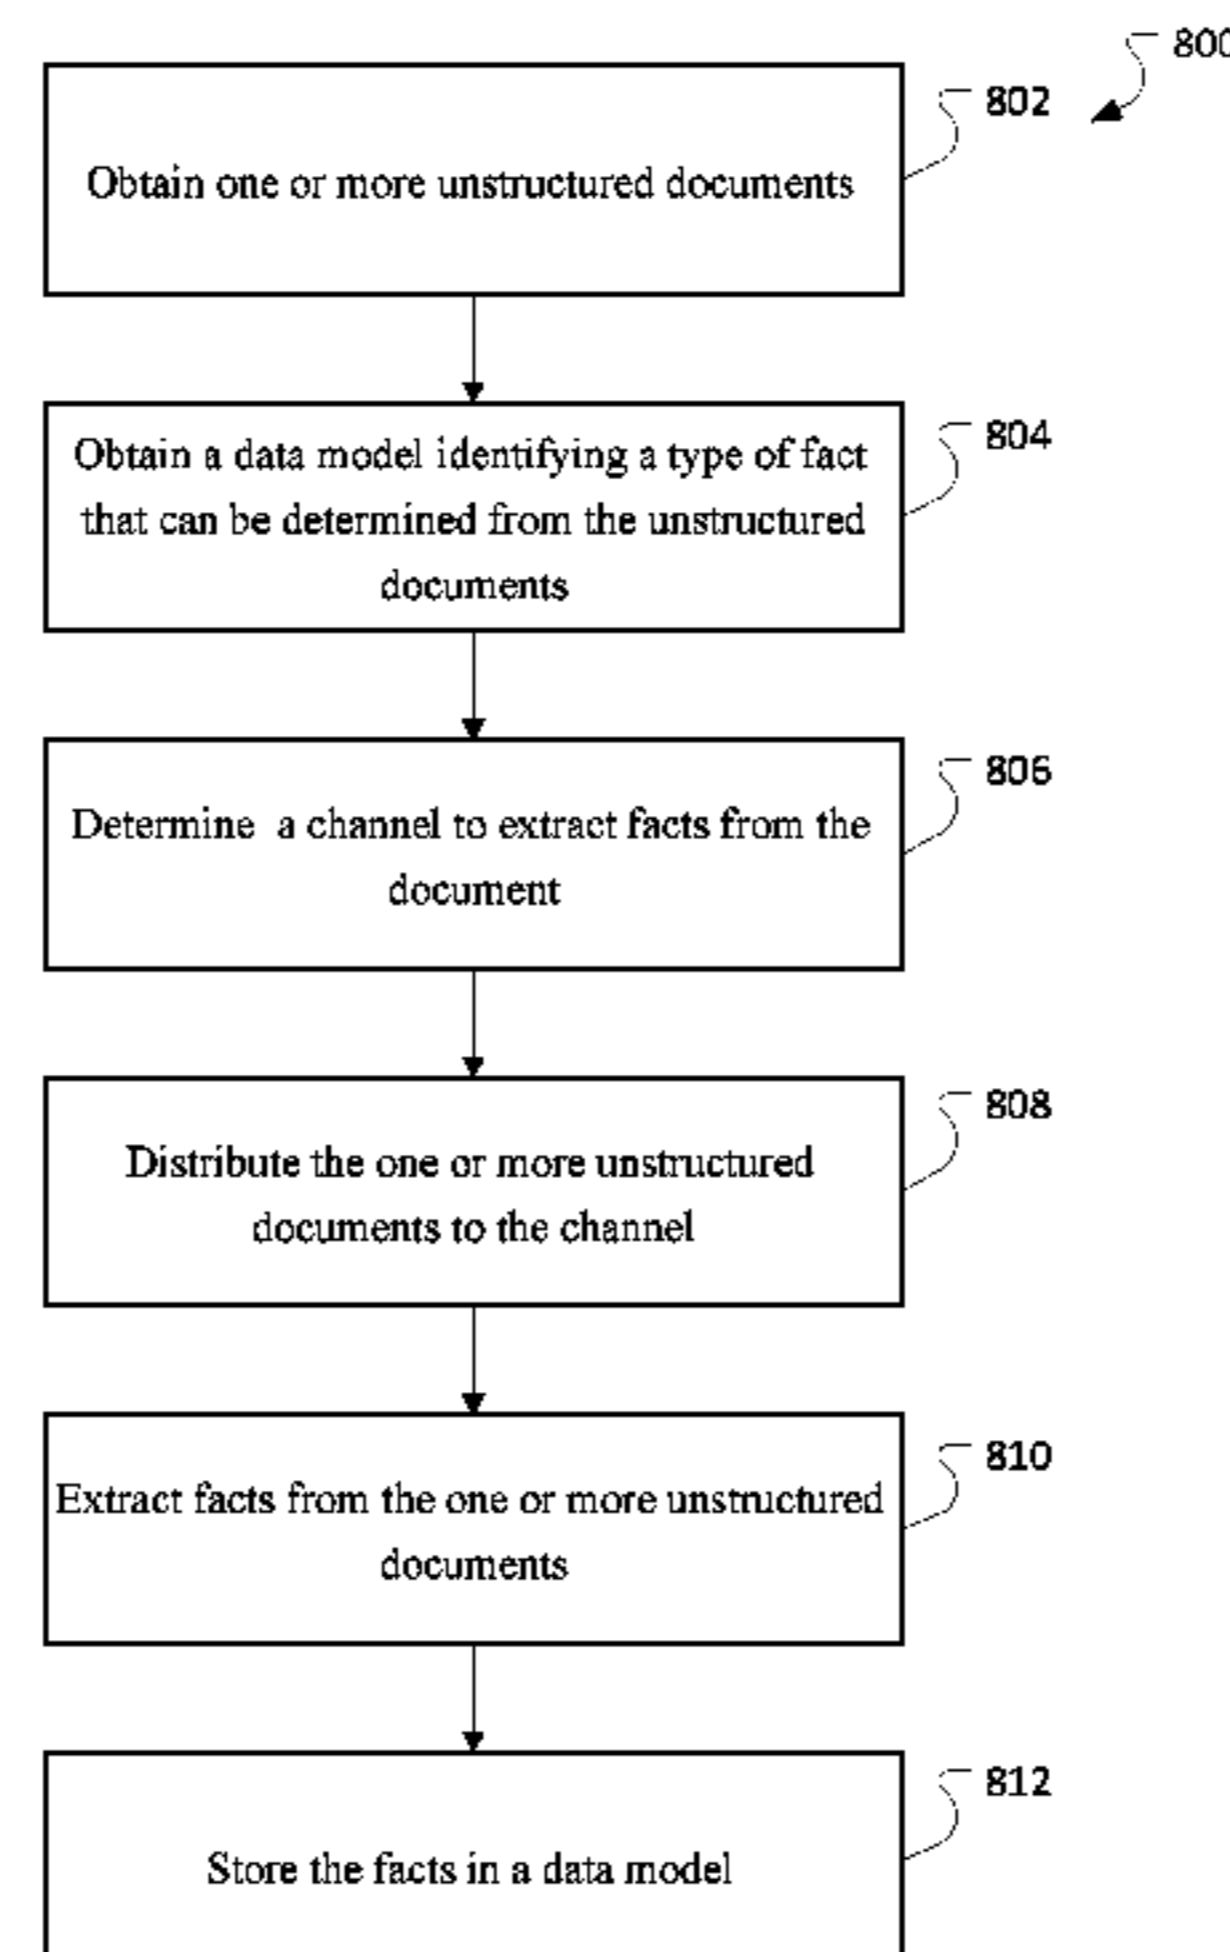 800
802
Obtain one or more unstructured documents
804
Obtain a data model identifying a type of fact
that can be determined from the unstructured
documents
806
Determine a channel to extract facts from the
document
808
Distribute the one or more unstructured
documents to the channel
810
Extract facts from the one or more unstructured
documents
812
Store the facts in a data model